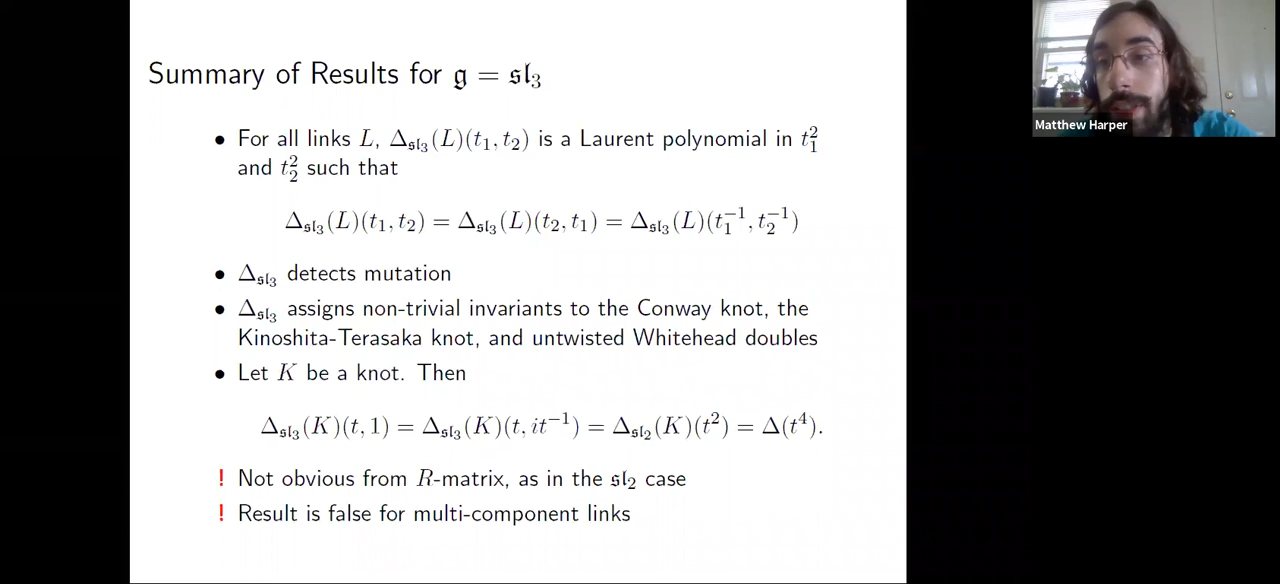 Summary of Results for 𝔤 = 𝔰𝔩₃
• For all links L, Δ_𝔰𝔩₃(L)(t₁, t₂) is a Laurent polynomial in t₁²
and t₂² such that
Δ_𝔰𝔩₃(L)(t₁, t₂) = Δ_𝔰𝔩₃(L)(t₂, t₁) = Δ_𝔰𝔩₃(L)(t₁⁻¹, t₂⁻¹)
• Δ_𝔰𝔩₃ detects mutation
• Δ_𝔰𝔩₃ assigns non-trivial invariants to the Conway knot, the
Kinoshita-Terasaka knot, and untwisted Whitehead doubles
• Let K be a knot. Then
Δ_𝔰𝔩₃(K)(t, 1) = Δ_𝔰𝔩₃(K)(t, it⁻¹) = Δ_𝔰𝔩₂(K)(t²) = Δ(t⁴).
! Not obvious from R-matrix, as in the 𝔰𝔩₂ case
! Result is false for multi-component links
Matthew Harper